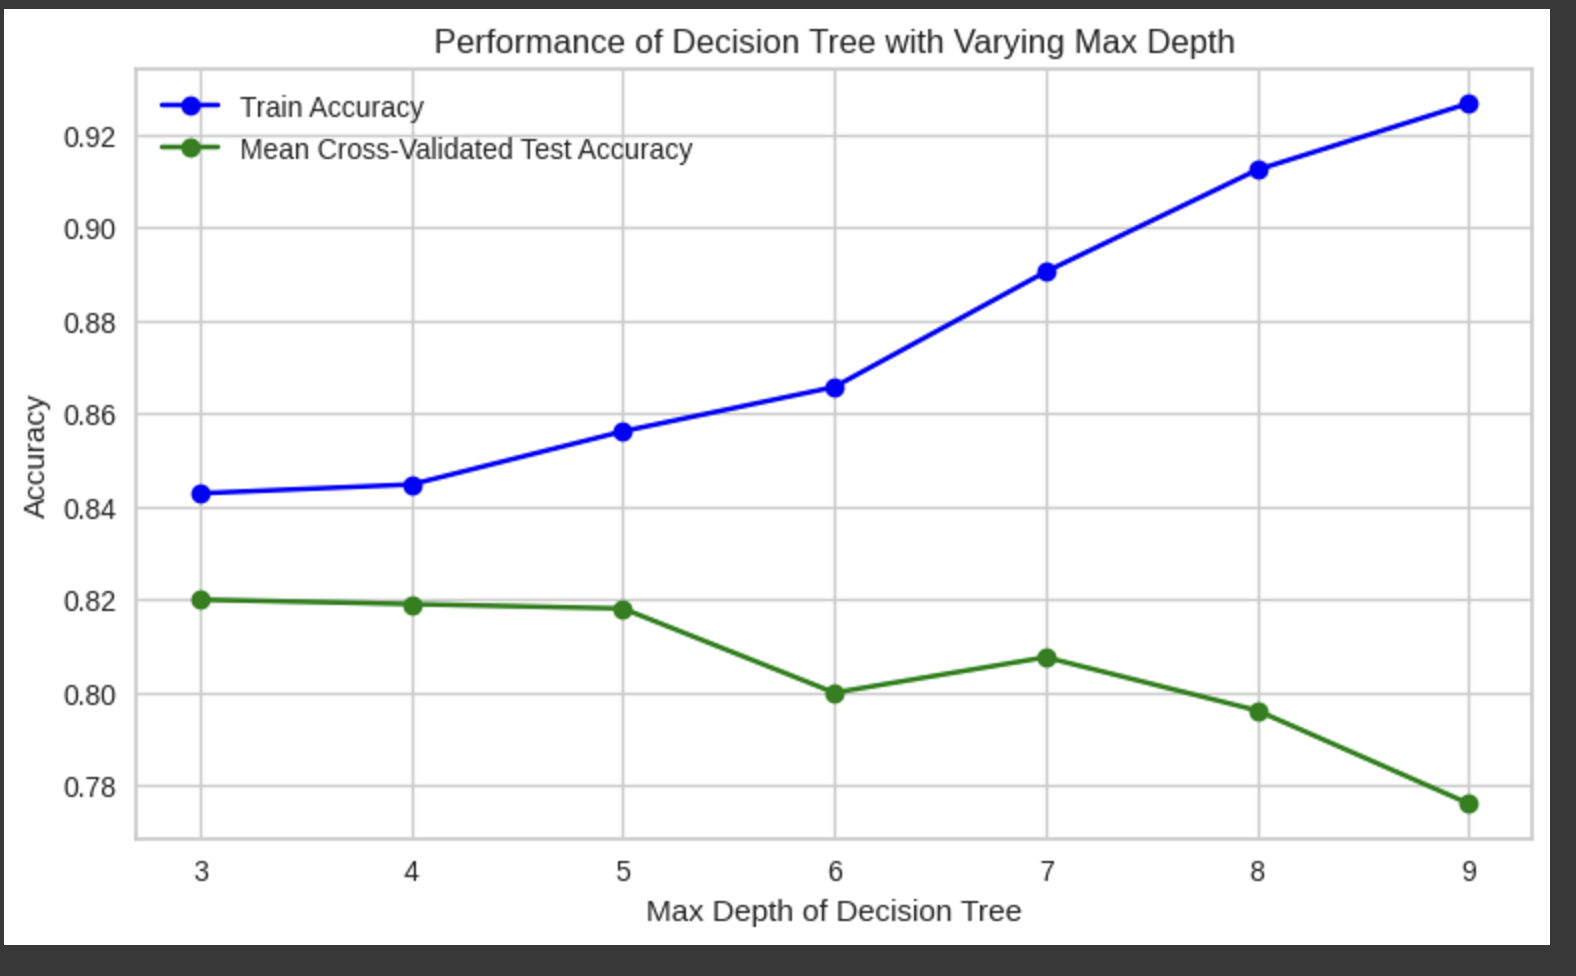 Performance of Decision Tree with Varying Max Depth
Train Accuracy
Mean Cross-Validated Test Accuracy
Accuracy
0.92
0.90
0.88
0.86
0.84
0.82
0.80
0.78
3 4 5 6 7 8 9
Max Depth of Decision Tree